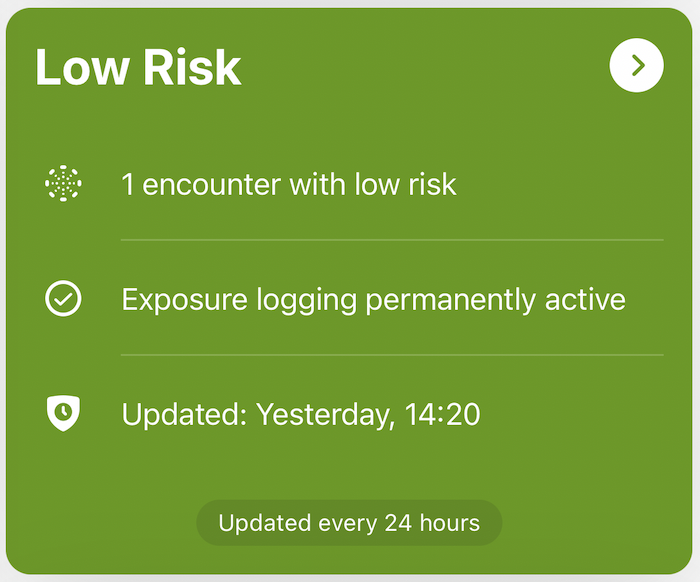 Low Risk
1 encounter with low risk
Exposure logging permanently active
Updated: Yesterday, 14:20
Updated every 24 hours